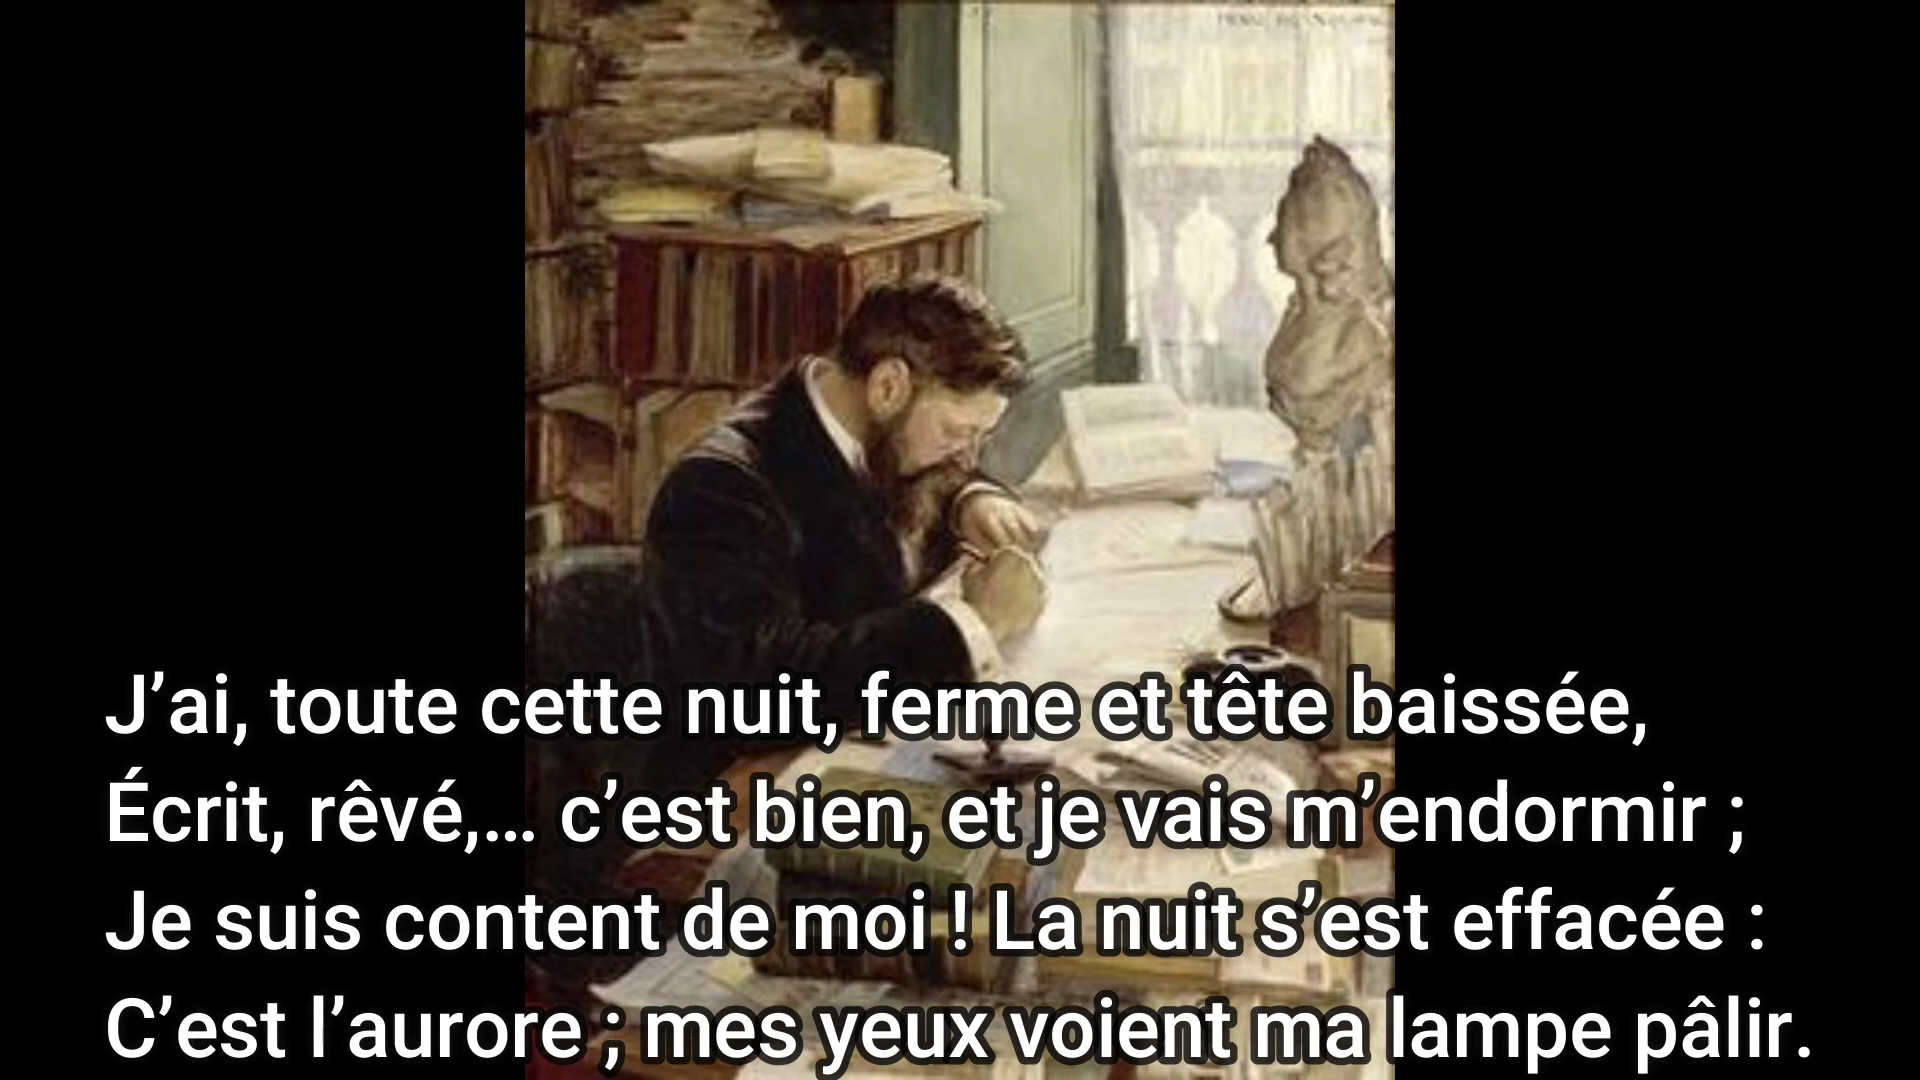 J’ai, toute cette nuit, ferme et tête baissée,
Écrit, rêvé,… c’est bien, et je vais m’endormir ;
Je suis content de moi ! La nuit s’est effacée :
C’est l’aurore ; mes yeux voient ma lampe pâlir.